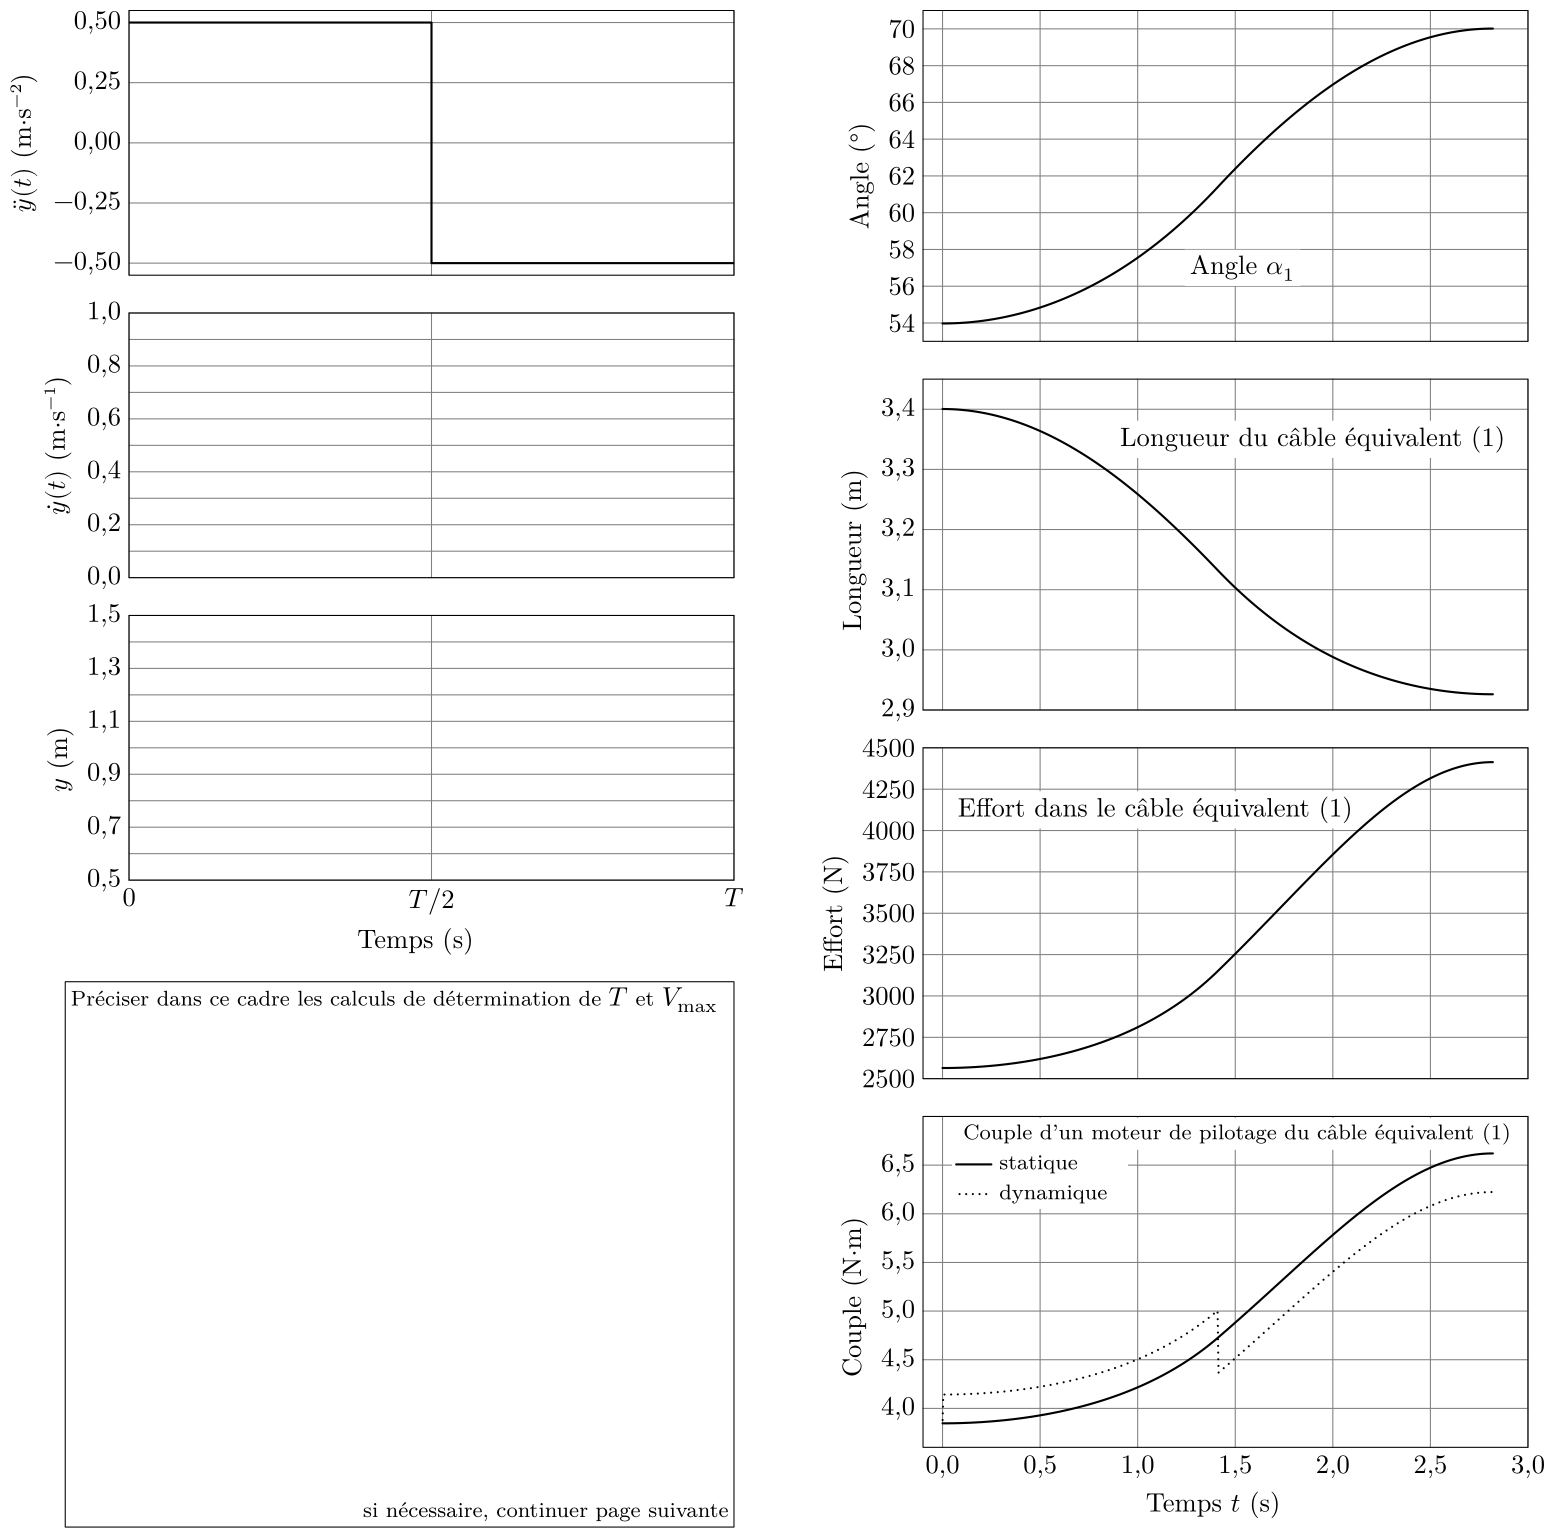 0,50
0,25
0,00
−0,25
−0,50
ÿ(t) (m·s⁻²)
1,0
0,8
0,6
0,4
0,2
0,0
ẏ(t) (m·s⁻¹)
1,5
1,3
1,1
0,9
0,7
0,5
y (m)
0 T/2 T
Temps (s)
Préciser dans ce cadre les calculs de détermination de T et Vmax
si nécessaire, continuer page suivante
70
68
66
64
62
60
58
56
54
Angle (°)
Angle α₁
3,4
3,3
3,2
3,1
3,0
2,9
Longueur (m)
Longueur du câble équivalent (1)
4500
4250
4000
3750
3500
3250
3000
2750
2500
Effort (N)
Effort dans le câble équivalent (1)
Couple d'un moteur de pilotage du câble équivalent (1)
statique
dynamique
6,5
6,0
5,5
5,0
4,5
4,0
Couple (N·m)
0,0 0,5 1,0 1,5 2,0 2,5 3,0
Temps t (s)